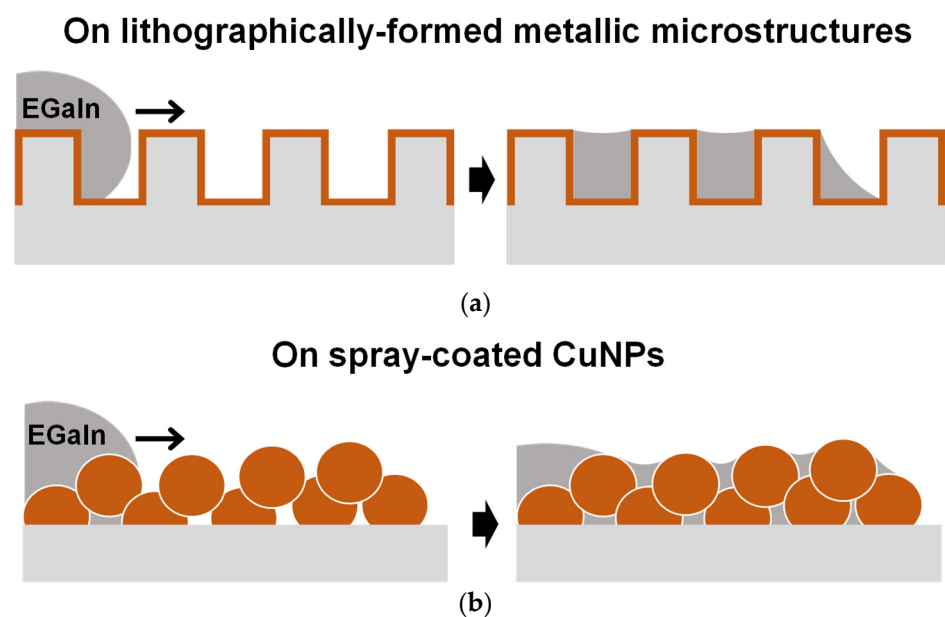 On lithographically-formed metallic microstructures
EGaIn
(a)
On spray-coated CuNPs
EGaIn
(b)